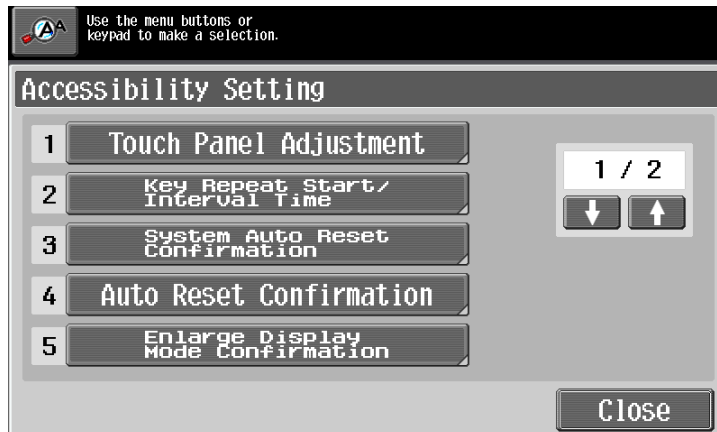 Use the menu buttons or
keypad to make a selection.
Accessibility Setting
1 Touch Panel Adjustment
1 / 2
2 Key Repeat Start/
Interval Time
3 System Auto Reset
Confirmation
4 Auto Reset Confirmation
5 Enlarge Display
Mode Confirmation
Close